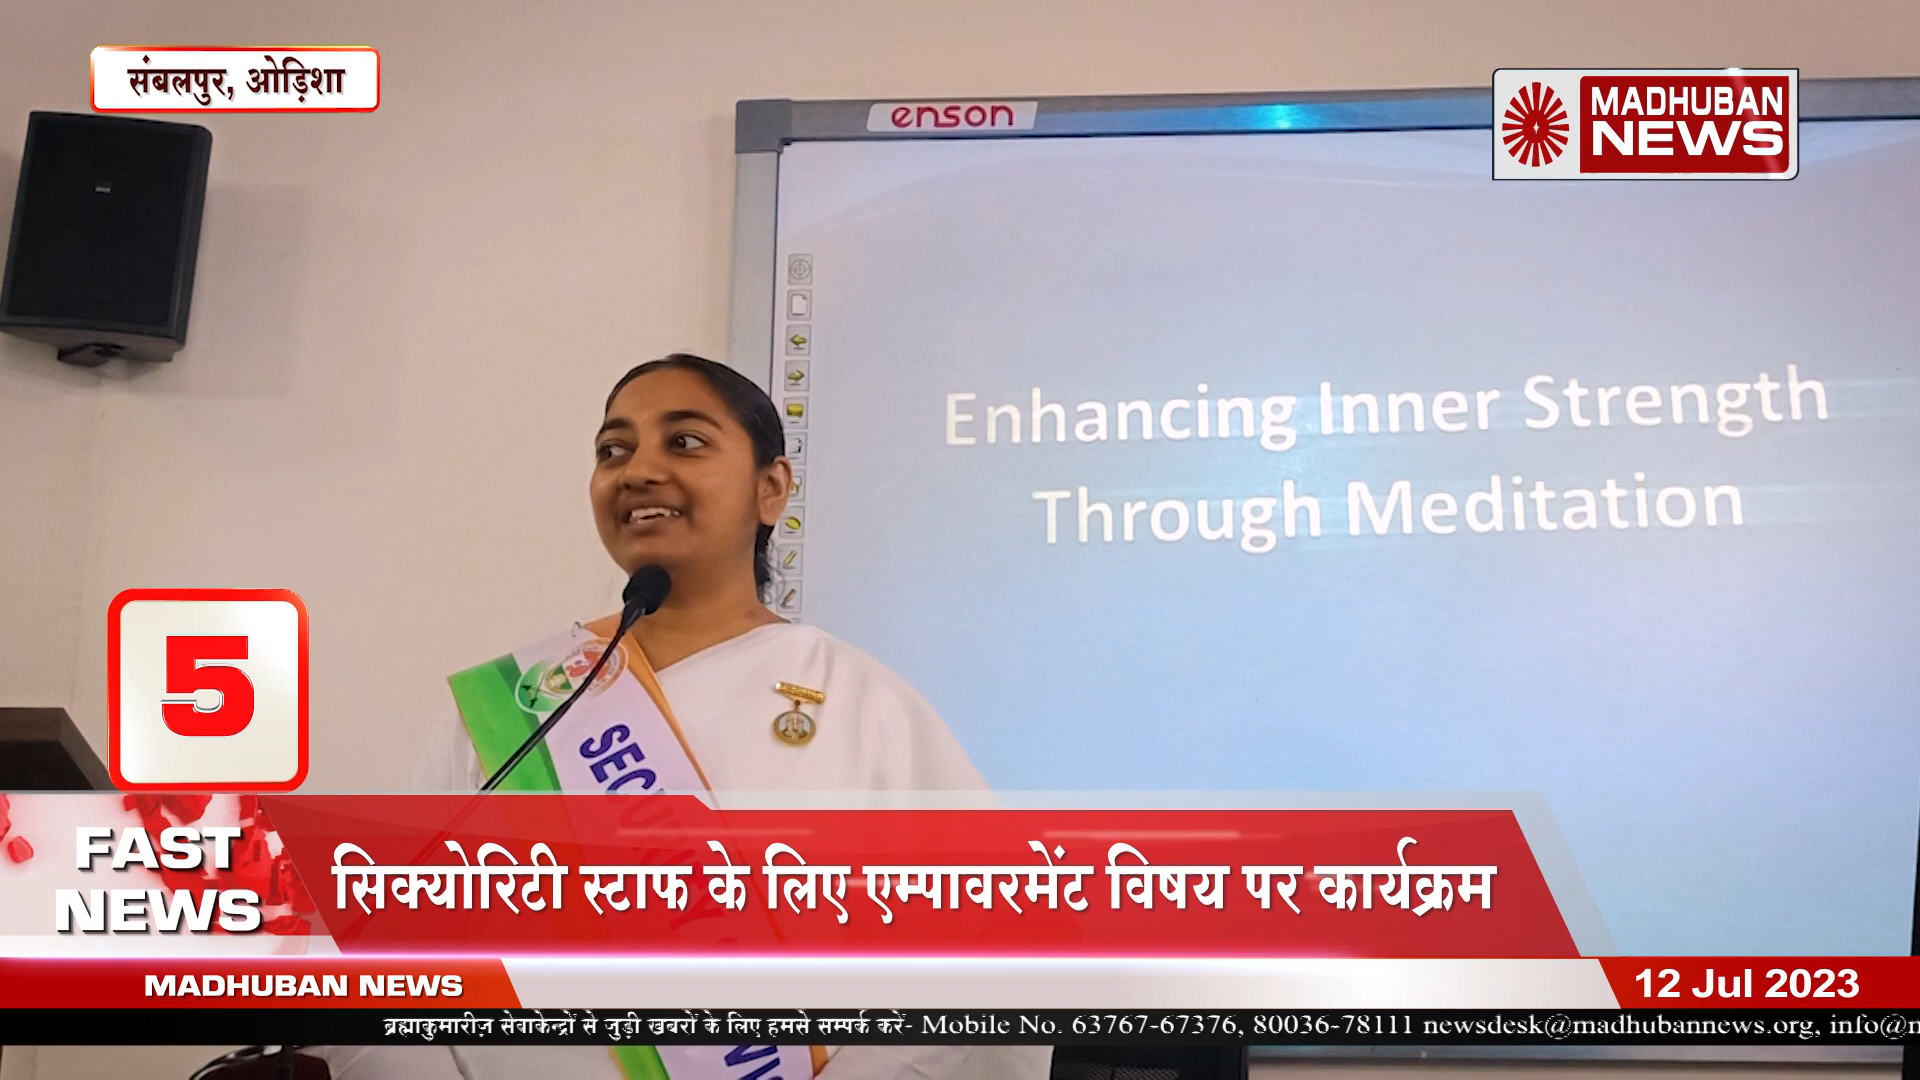 संबलपुर, ओड़िशा
enson
MADHUBAN
NEWS
Enhancing Inner Strength
Through Meditation
5
SECURITY
FAST
NEWS
सिक्योरिटी स्टाफ के लिए एम्पावरमेंट विषय पर कार्यक्रम
MADHUBAN NEWS
12 Jul 2023
ब्रह्माकुमारीज़ सेवाकेन्द्रों से जुड़ी खबरों के लिए हमसे सम्पर्क करें- Mobile No. 63767-67376, 80036-78111 newsdesk@madhubannews.org, info@